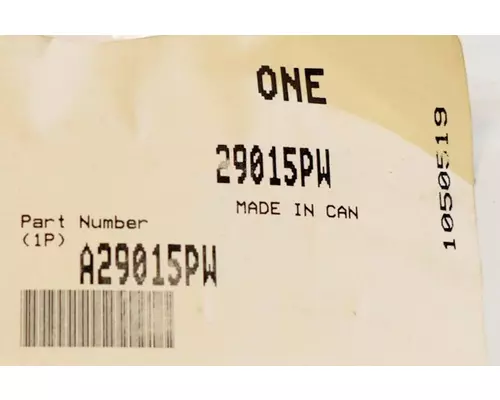 ONE
29015PW
MADE IN CAN
1050519
Part Number
(1P)
A29015PW